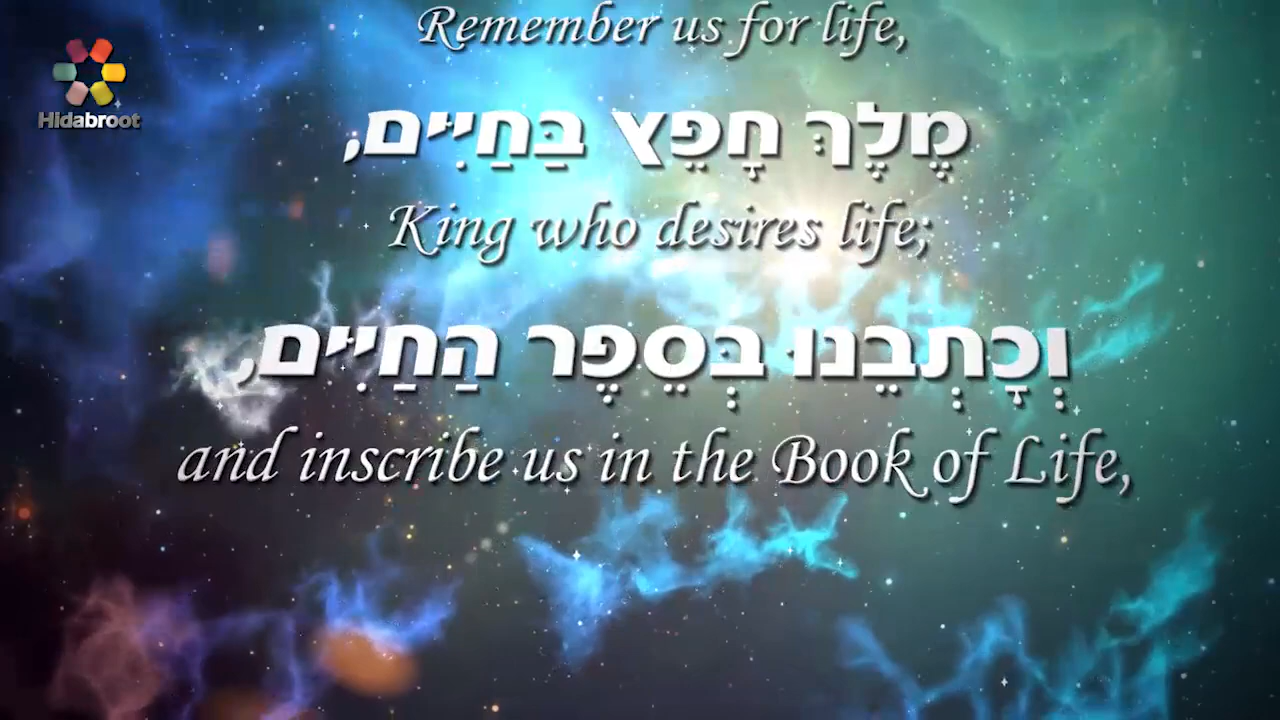 Remember us for life,
Hidabroot
מֶלֶךְ חָפֵץ בַּחַיִּים,
King who desires life;
וְכָתְבֵנוּ בְּסֵפֶר הַחַיִּים,
and inscribe us in the Book of Life,